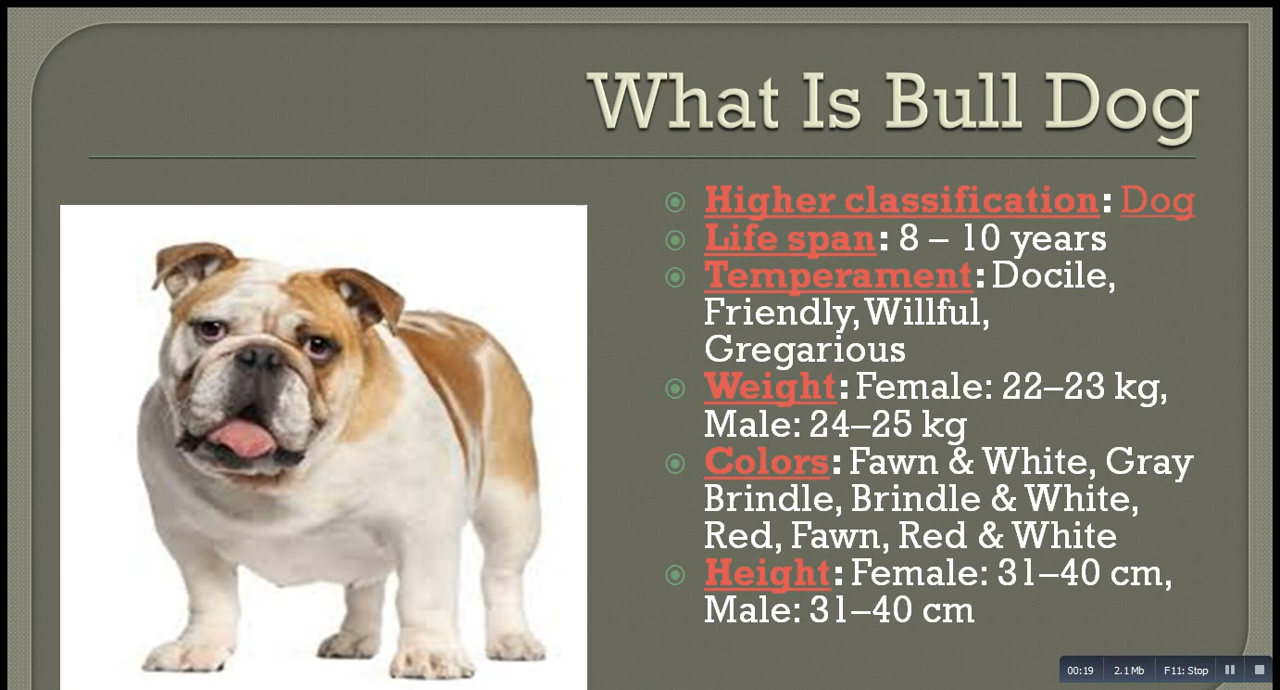 What Is Bull Dog
Higher classification: Dog
Life span: 8 – 10 years
Temperament: Docile,
Friendly, Willful,
Gregarious
Weight: Female: 22–23 kg,
Male: 24–25 kg
Colors: Fawn & White, Gray
Brindle, Brindle & White,
Red, Fawn, Red & White
Height: Female: 31–40 cm,
Male: 31–40 cm
00:19 2.1 Mb F11: Stop